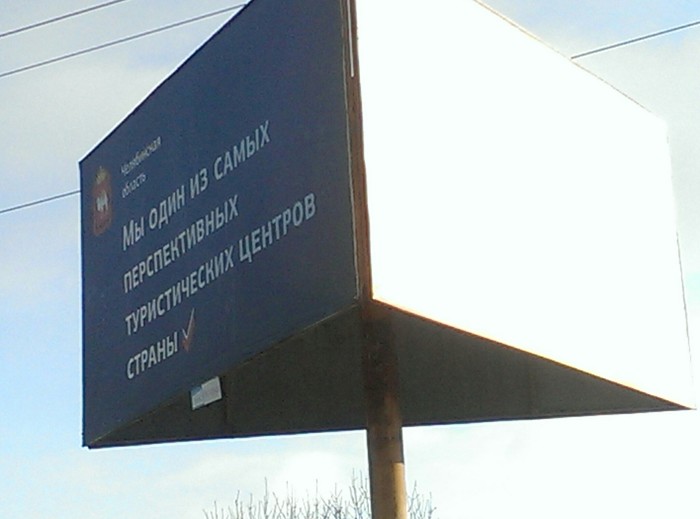 Челябинская
область
Мы один из самых
перспективных
туристических центров
страны